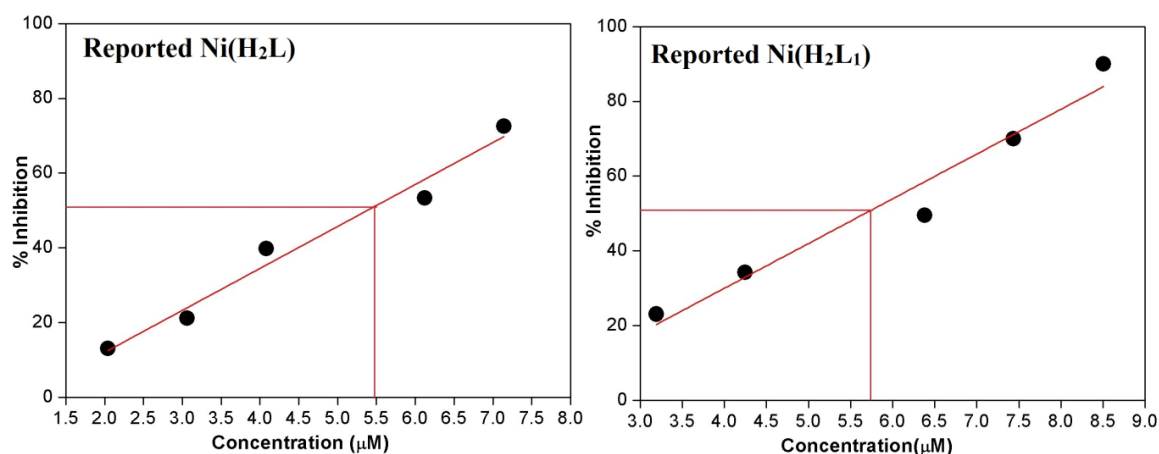 Reported Ni(H₂L)
100
80
60
40
20
0
% Inhibition
1.5 2.0 2.5 3.0 3.5 4.0 4.5 5.0 5.5 6.0 6.5 7.0 7.5 8.0
Concentration (μM)
Reported Ni(H₂L₁)
100
80
60
40
20
0
% Inhibition
3.0 3.5 4.0 4.5 5.0 5.5 6.0 6.5 7.0 7.5 8.0 8.5 9.0
Concentration(μM)